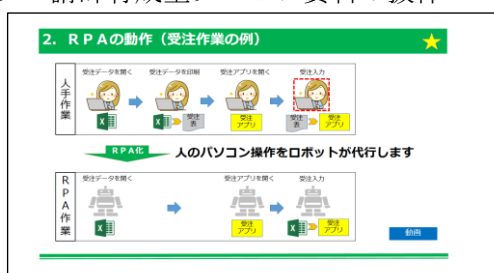 2. RPAの動作(受注作業の例)
人手作業
受注データを開く
受注データを印刷
受注アプリを開く
受注入力
受注表
受注アプリ
受注表
受注アプリ
RPA化
人のパソコン操作をロボットが代行します
RPA作業
受注データを開く
受注アプリを開く
受注入力
受注アプリ
受注アプリ
動画